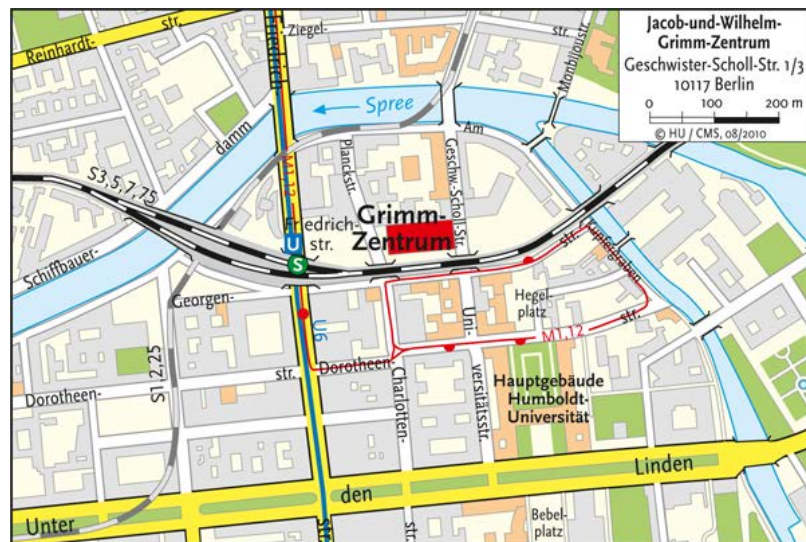 Jacob-und-Wilhelm-
Grimm-Zentrum
Geschwister-Scholl-Str. 1/3
10117 Berlin
0 100 200 m
© HU / CMS, 08/2010
Reinhardt-
str.
Friedrich
Ziegel-
str.
Monbijoustr.
Spree
damm
Am
M1,12
Planckstr.
Geschw.-Scholl-Str.
S3,5,7,75
Friedrich-
str.
U
S
Grimm-
Zentrum
str.
Kupfergraben
Schiffbauer-
Georgen-
U6
Hegel-
platz
Uni-
M1,12
str.
S1,2,25
Dorotheen-
str.
Dorotheen-
Charlotten-
versitätsstr.
Hauptgebäude
Humboldt-
Universität
Unter
den
Linden
str.
str.
Bebel-
platz